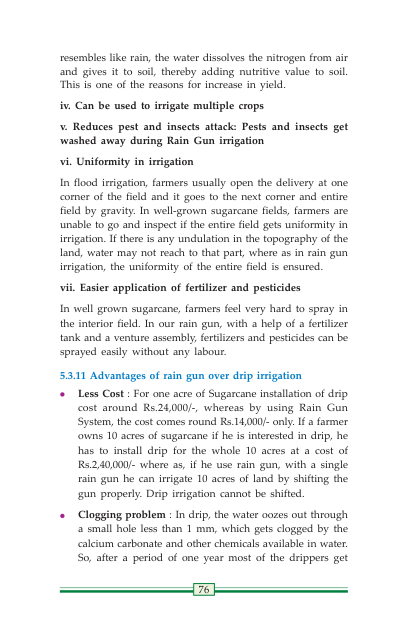 resembles like rain, the water dissolves the nitrogen from air
and gives it to soil, thereby adding nutritive value to soil.
This is one of the reasons for increase in yield.
iv. Can be used to irrigate multiple crops
v. Reduces pest and insects attack: Pests and insects get
washed away during Rain Gun irrigation
vi. Uniformity in irrigation
In flood irrigation, farmers usually open the delivery at one
corner of the field and it goes to the next corner and entire
field by gravity. In well-grown sugarcane fields, farmers are
unable to go and inspect if the entire field gets uniformity in
irrigation. If there is any undulation in the topography of the
land, water may not reach to that part, where as in rain gun
irrigation, the uniformity of the entire field is ensured.
vii. Easier application of fertilizer and pesticides
In well grown sugarcane, farmers feel very hard to spray in
the interior field. In our rain gun, with a help of a fertilizer
tank and a venture assembly, fertilizers and pesticides can be
sprayed easily without any labour.
5.3.11 Advantages of rain gun over drip irrigation
● Less Cost : For one acre of Sugarcane installation of drip
cost around Rs.24,000/-, whereas by using Rain Gun
System, the cost comes round Rs.14,000/- only. If a farmer
owns 10 acres of sugarcane if he is interested in drip, he
has to install drip for the whole 10 acres at a cost of
Rs.2,40,000/- where as, if he use rain gun, with a single
rain gun he can irrigate 10 acres of land by shifting the
gun properly. Drip irrigation cannot be shifted.
● Clogging problem : In drip, the water oozes out through
a small hole less than 1 mm, which gets clogged by the
calcium carbonate and other chemicals available in water.
So, after a period of one year most of the drippers get
76